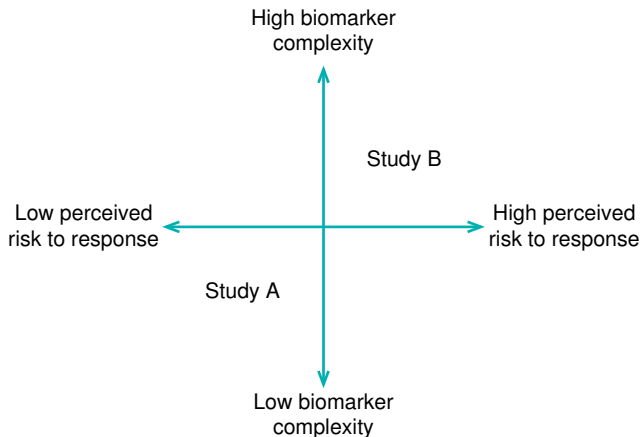 High biomarker
complexity
Study B
Low perceived
risk to response
High perceived
risk to response
Study A
Low biomarker
complexity